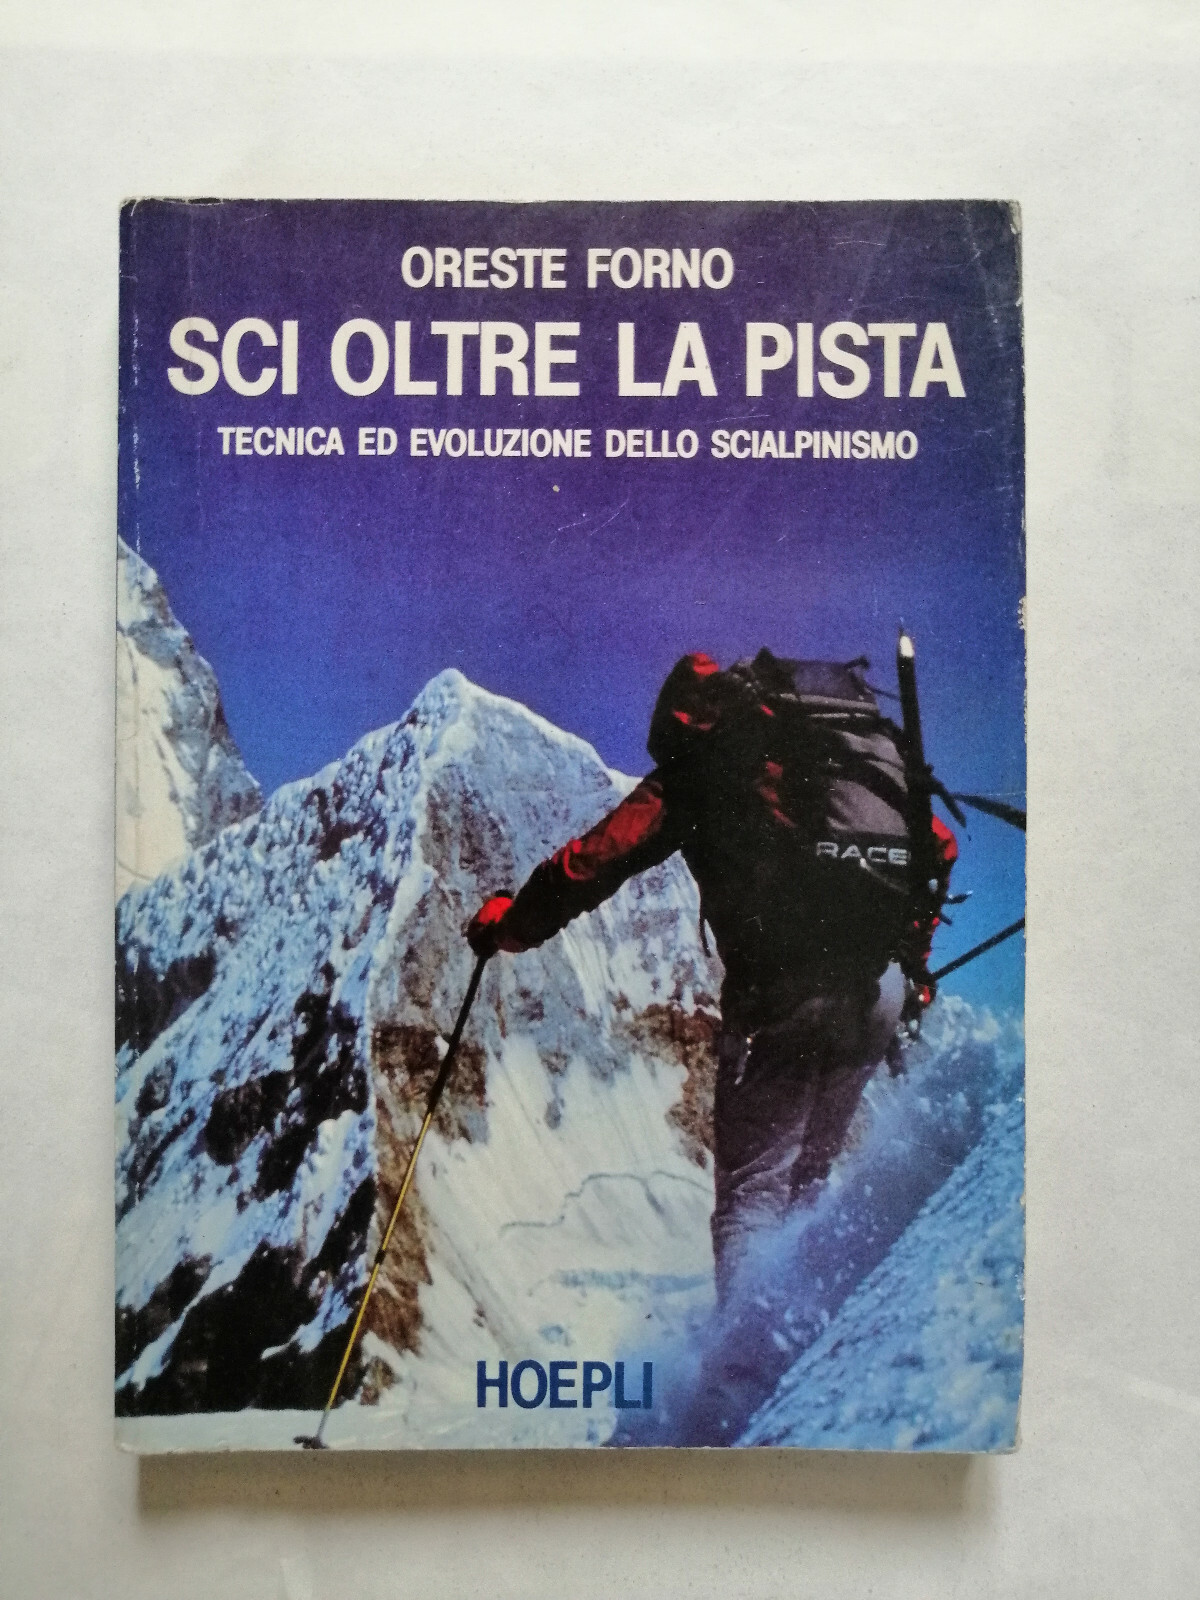 ORESTE FORNO
SCI OLTRE LA PISTA
TECNICA ED EVOLUZIONE DELLO SCIALPINISMO
RACE
HOEPLI